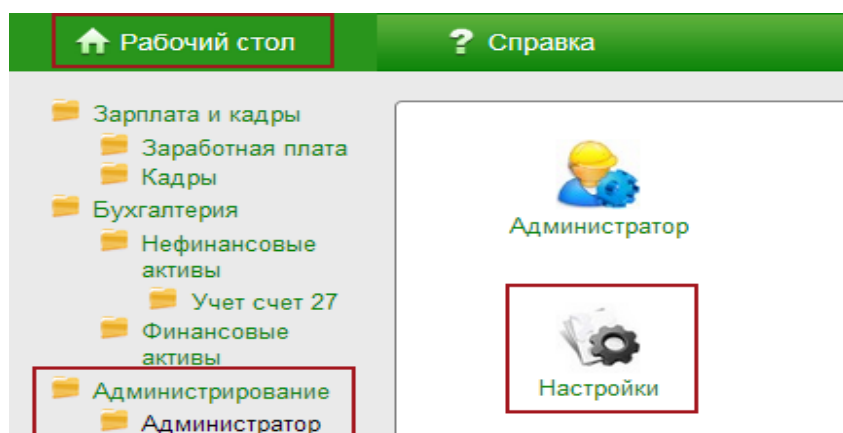 Рабочий стол
? Справка
Зарплата и кадры
Заработная плата
Кадры
Бухгалтерия
Нефинансовые
активы
Учет счет 27
Финансовые
активы
Администрирование
Администратор
Администратор
Настройки